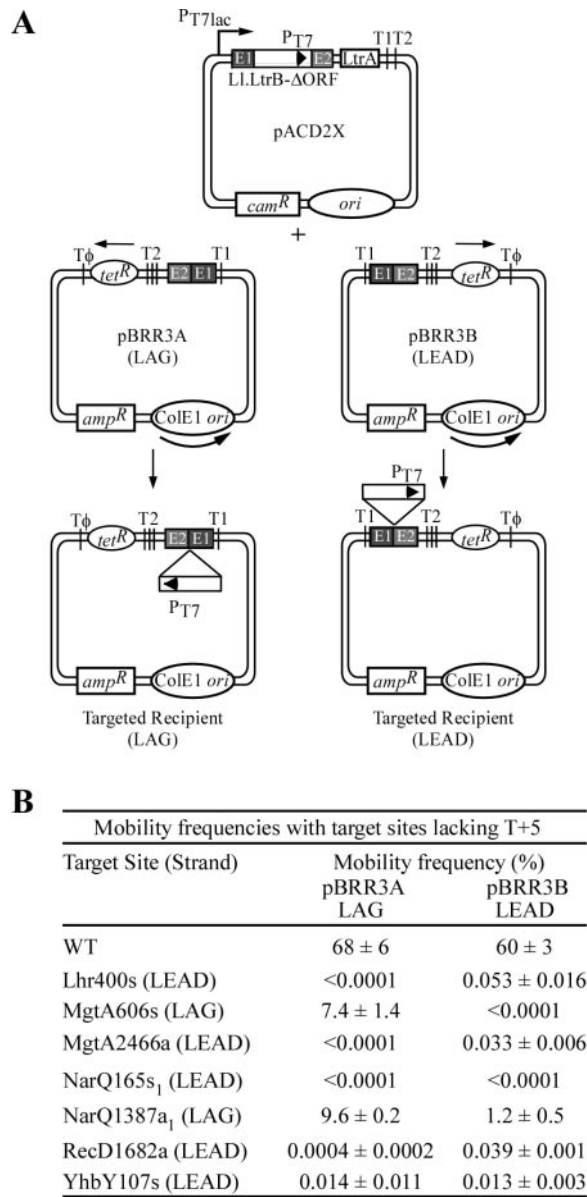 A
PT7lac
PT7
T1T2
E1
E2
LtrA
Ll.LtrB-ΔORF
pACD2X
camR
ori
+
Tϕ
T2
T1
tetR
E2 E1
pBRR3A
(LAG)
ampR
ColE1 ori
T1
T2
Tϕ
E1 E2
tetR
pBRR3B
(LEAD)
ampR
ColE1 ori
Tϕ
T2
T1
tetR
E2 E1
PT7
ampR
ColE1 ori
Targeted Recipient
(LAG)
PT7
T1
T2
Tϕ
E1 E2
tetR
ampR
ColE1 ori
Targeted Recipient
(LEAD)
B
Mobility frequencies with target sites lacking T+5
Target Site (Strand) Mobility frequency (%)
pBRR3A pBRR3B
LAG LEAD
WT 68 ± 6 60 ± 3
Lhr400s (LEAD) <0.0001 0.053 ± 0.016
MgtA606s (LAG) 7.4 ± 1.4 <0.0001
MgtA2466a (LEAD) <0.0001 0.033 ± 0.006
NarQ165s1 (LEAD) <0.0001 <0.0001
NarQ1387a1 (LAG) 9.6 ± 0.2 1.2 ± 0.5
RecD1682a (LEAD) 0.0004 ± 0.0002 0.039 ± 0.001
YhbY107s (LEAD) 0.014 ± 0.011 0.013 ± 0.003